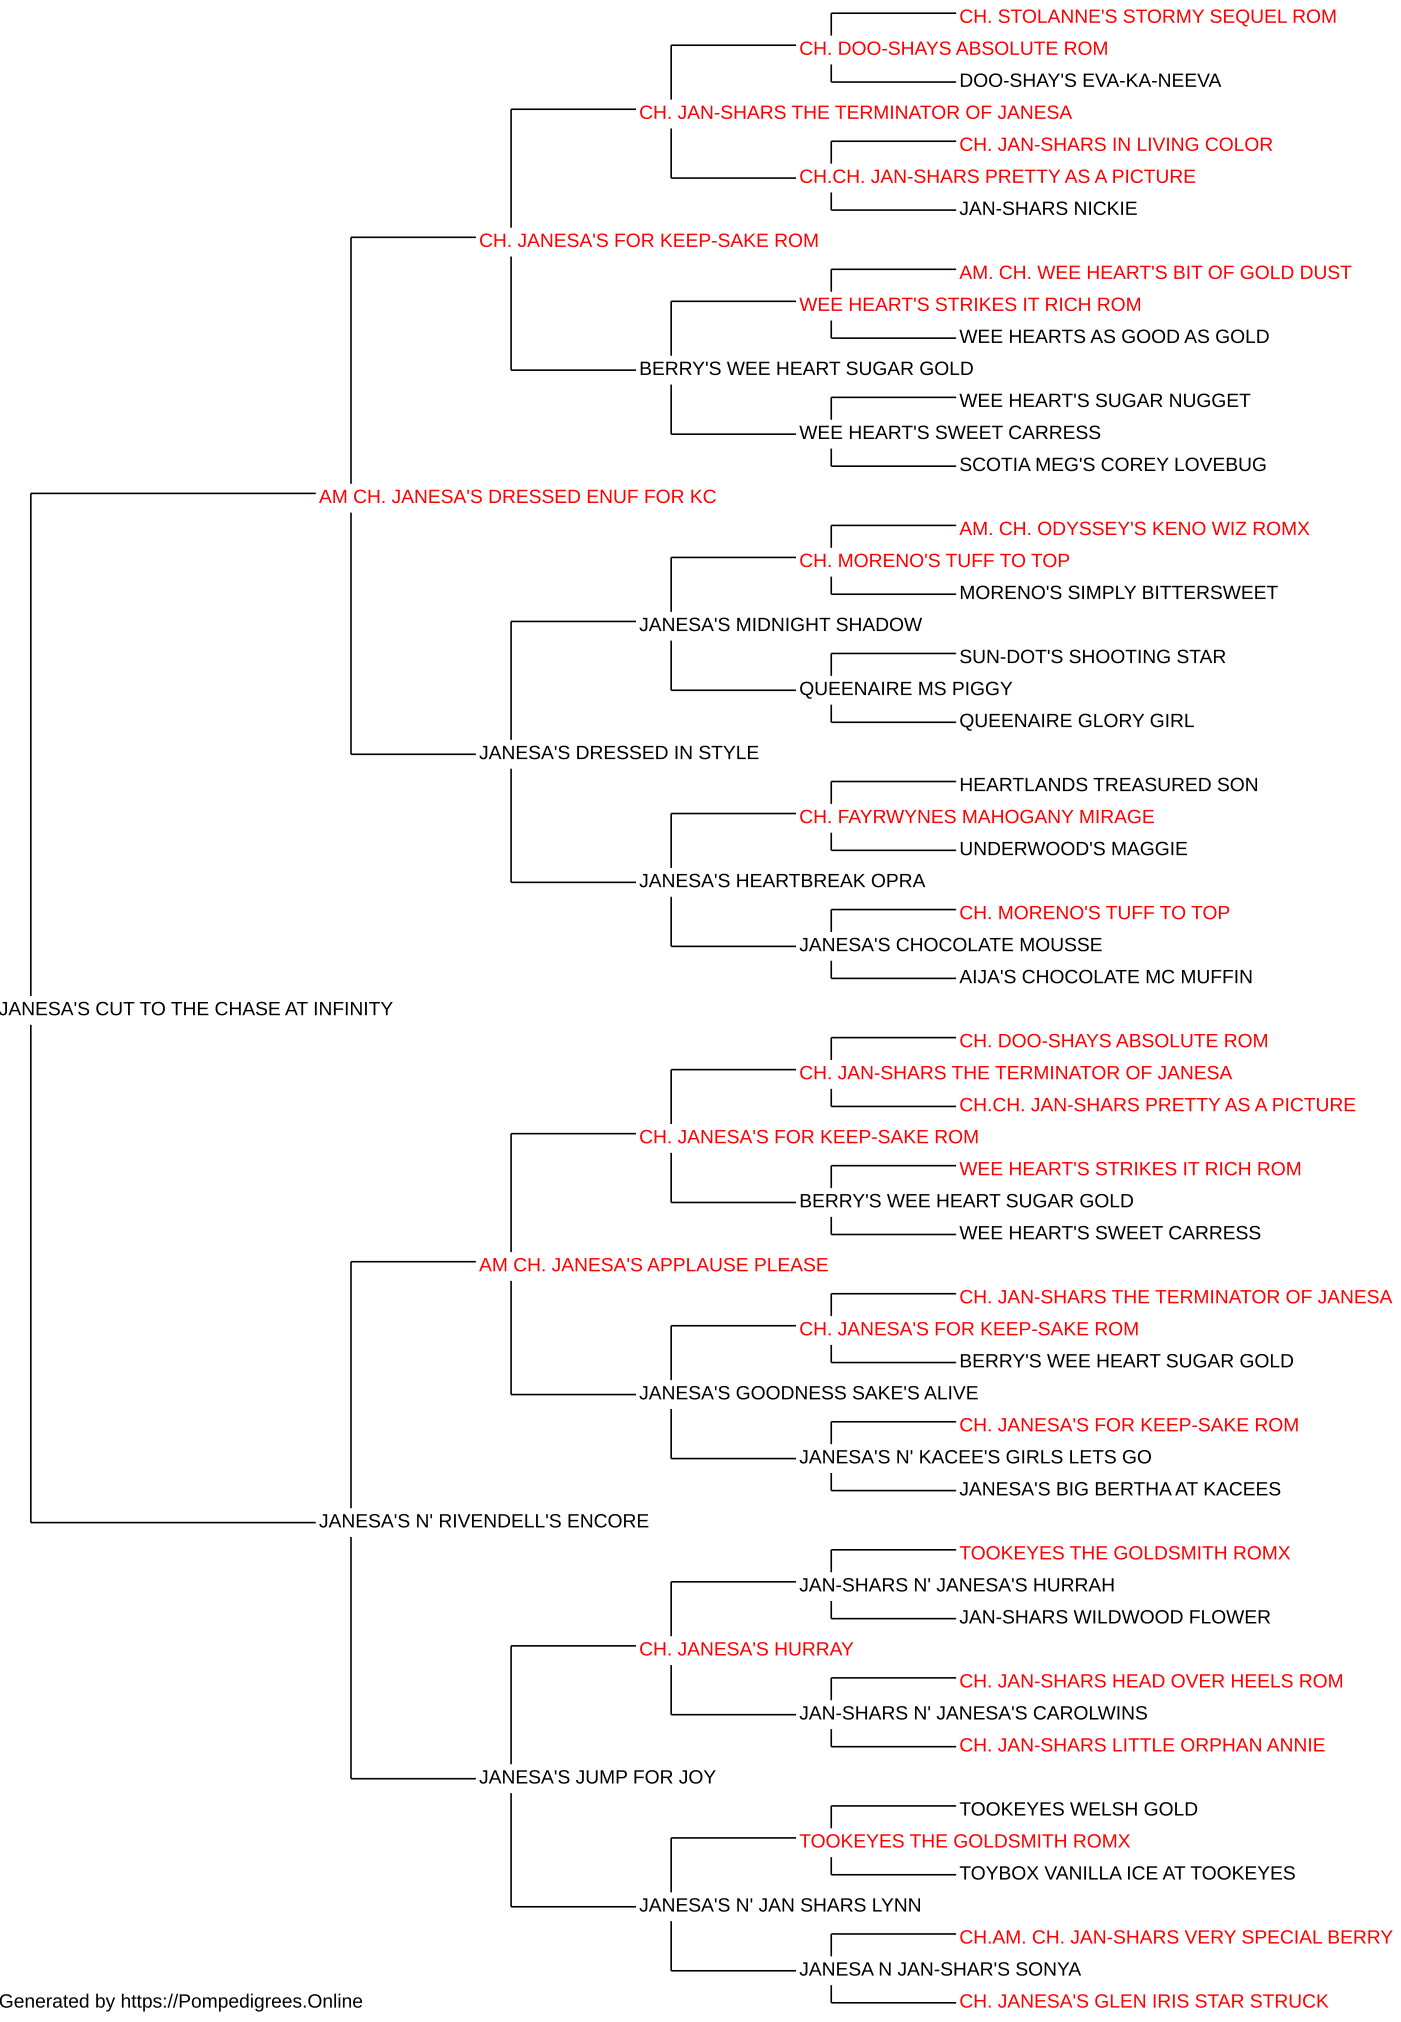 CH. STOLANNE'S STORMY SEQUEL ROM
CH. DOO-SHAYS ABSOLUTE ROM
DOO-SHAY'S EVA-KA-NEEVA
CH. JAN-SHARS THE TERMINATOR OF JANESA
CH. JAN-SHARS IN LIVING COLOR
CH.CH. JAN-SHARS PRETTY AS A PICTURE
JAN-SHARS NICKIE
CH. JANESA'S FOR KEEP-SAKE ROM
AM. CH. WEE HEART'S BIT OF GOLD DUST
WEE HEART'S STRIKES IT RICH ROM
WEE HEARTS AS GOOD AS GOLD
BERRY'S WEE HEART SUGAR GOLD
WEE HEART'S SUGAR NUGGET
WEE HEART'S SWEET CARRESS
SCOTIA MEG'S COREY LOVEBUG
AM CH. JANESA'S DRESSED ENUF FOR KC
AM. CH. ODYSSEY'S KENO WIZ ROMX
CH. MORENO'S TUFF TO TOP
MORENO'S SIMPLY BITTERSWEET
JANESA'S MIDNIGHT SHADOW
SUN-DOT'S SHOOTING STAR
QUEENAIRE MS PIGGY
QUEENAIRE GLORY GIRL
JANESA'S DRESSED IN STYLE
HEARTLANDS TREASURED SON
CH. FAYRWYNES MAHOGANY MIRAGE
UNDERWOOD'S MAGGIE
JANESA'S HEARTBREAK OPRA
CH. MORENO'S TUFF TO TOP
JANESA'S CHOCOLATE MOUSSE
AIJA'S CHOCOLATE MC MUFFIN
JANESA'S CUT TO THE CHASE AT INFINITY
CH. DOO-SHAYS ABSOLUTE ROM
CH. JAN-SHARS THE TERMINATOR OF JANESA
CH.CH. JAN-SHARS PRETTY AS A PICTURE
CH. JANESA'S FOR KEEP-SAKE ROM
WEE HEART'S STRIKES IT RICH ROM
BERRY'S WEE HEART SUGAR GOLD
WEE HEART'S SWEET CARRESS
AM CH. JANESA'S APPLAUSE PLEASE
CH. JAN-SHARS THE TERMINATOR OF JANESA
CH. JANESA'S FOR KEEP-SAKE ROM
BERRY'S WEE HEART SUGAR GOLD
JANESA'S GOODNESS SAKE'S ALIVE
CH. JANESA'S FOR KEEP-SAKE ROM
JANESA'S N' KACEE'S GIRLS LETS GO
JANESA'S BIG BERTHA AT KACEES
JANESA'S N' RIVENDELL'S ENCORE
TOOKEYES THE GOLDSMITH ROMX
JAN-SHARS N' JANESA'S HURRAH
JAN-SHARS WILDWOOD FLOWER
CH. JANESA'S HURRAY
CH. JAN-SHARS HEAD OVER HEELS ROM
JAN-SHARS N' JANESA'S CAROLWINS
CH. JAN-SHARS LITTLE ORPHAN ANNIE
JANESA'S JUMP FOR JOY
TOOKEYES WELSH GOLD
TOOKEYES THE GOLDSMITH ROMX
TOYBOX VANILLA ICE AT TOOKEYES
JANESA'S N' JAN SHARS LYNN
CH.AM. CH. JAN-SHARS VERY SPECIAL BERRY
JANESA N JAN-SHAR'S SONYA
CH. JANESA'S GLEN IRIS STAR STRUCK
Generated by https://Pompedigrees.Online